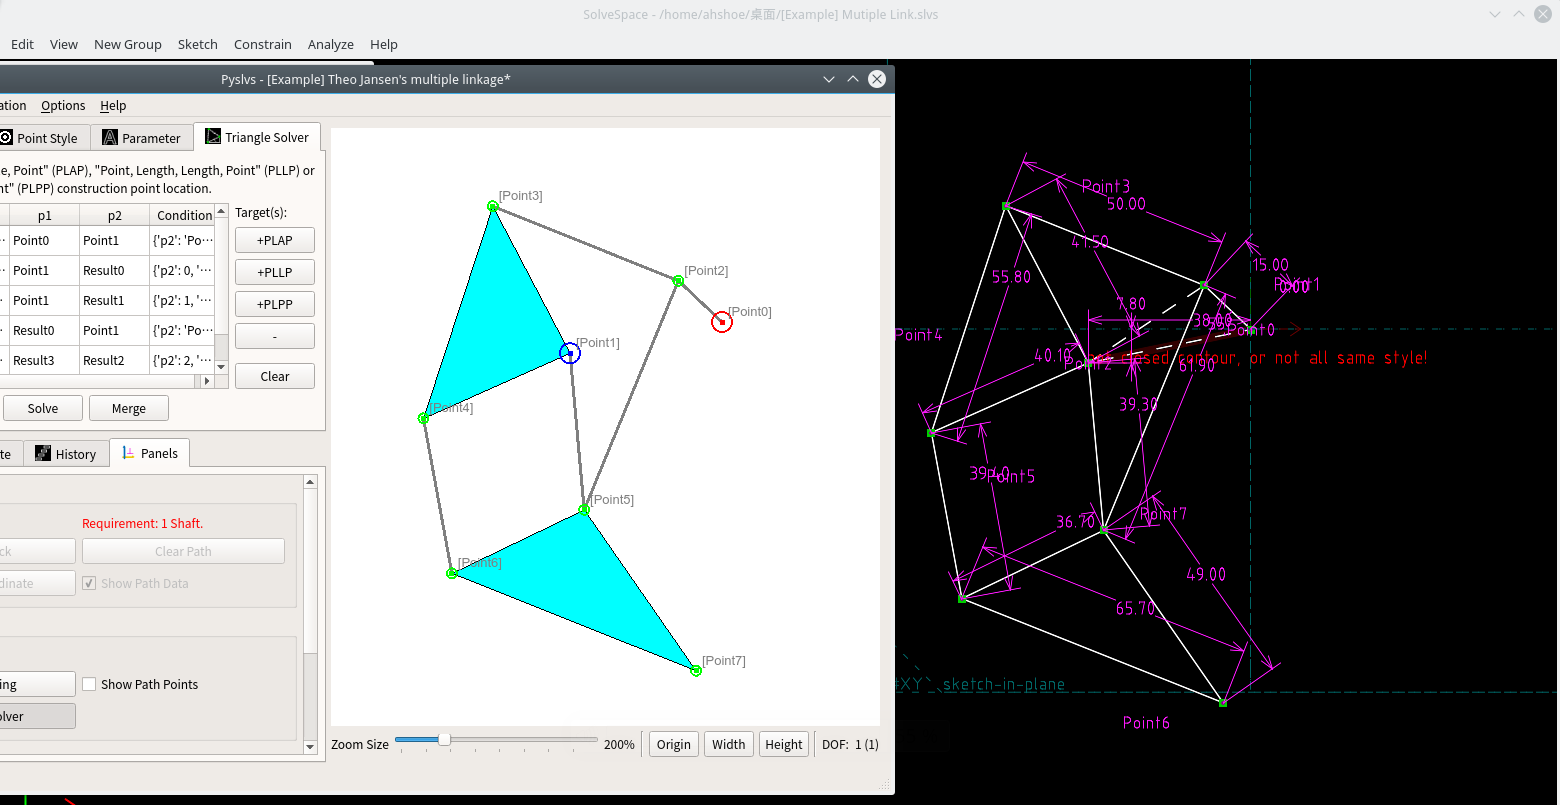 SolveSpace - /home/ahshoe/桌面/[Example] Mutiple Link.slvs
Edit View New Group Sketch Constrain Analyze Help
Pyslvs - [Example] Theo Jansen's multiple linkage*
ation Options Help
Point Style Parameter Triangle Solver
e, Point" (PLAP), "Point, Length, Length, Point" (PLLP) or
nt" (PLPP) construction point location.
p1 p2 Condition
Target(s):
Point0 Point1 {'p2': 'Po···
+PLAP
Point1 Result0 {'p2': 0, '···
+PLLP
Point1 Result1 {'p2': 1, '···
+PLPP
Result0 Point1 {'p2': 'Po···
-
Result3 Result2 {'p2': 2, '···
Clear
Solve Merge
te History Panels
Requirement: 1 Shaft.
ck Clear Path
dinate Show Path Data
ing Show Path Points
lver
[Point3]
[Point2]
[Point0]
[Point1]
[Point4]
[Point5]
[Point6]
[Point7]
Zoom Size 200% Origin Width Height DOF: 1 (1)
Point3
50.00
41.50
15.00
55.80
Point1
0.00
7.80
38.00
Point0
Point4
40.10
Point2
closed contour, or not all same style!
61.90
39.30
39.40
Point5
36.70
Point7
49.00
65.70
#XY
sketch-in-plane
Point6